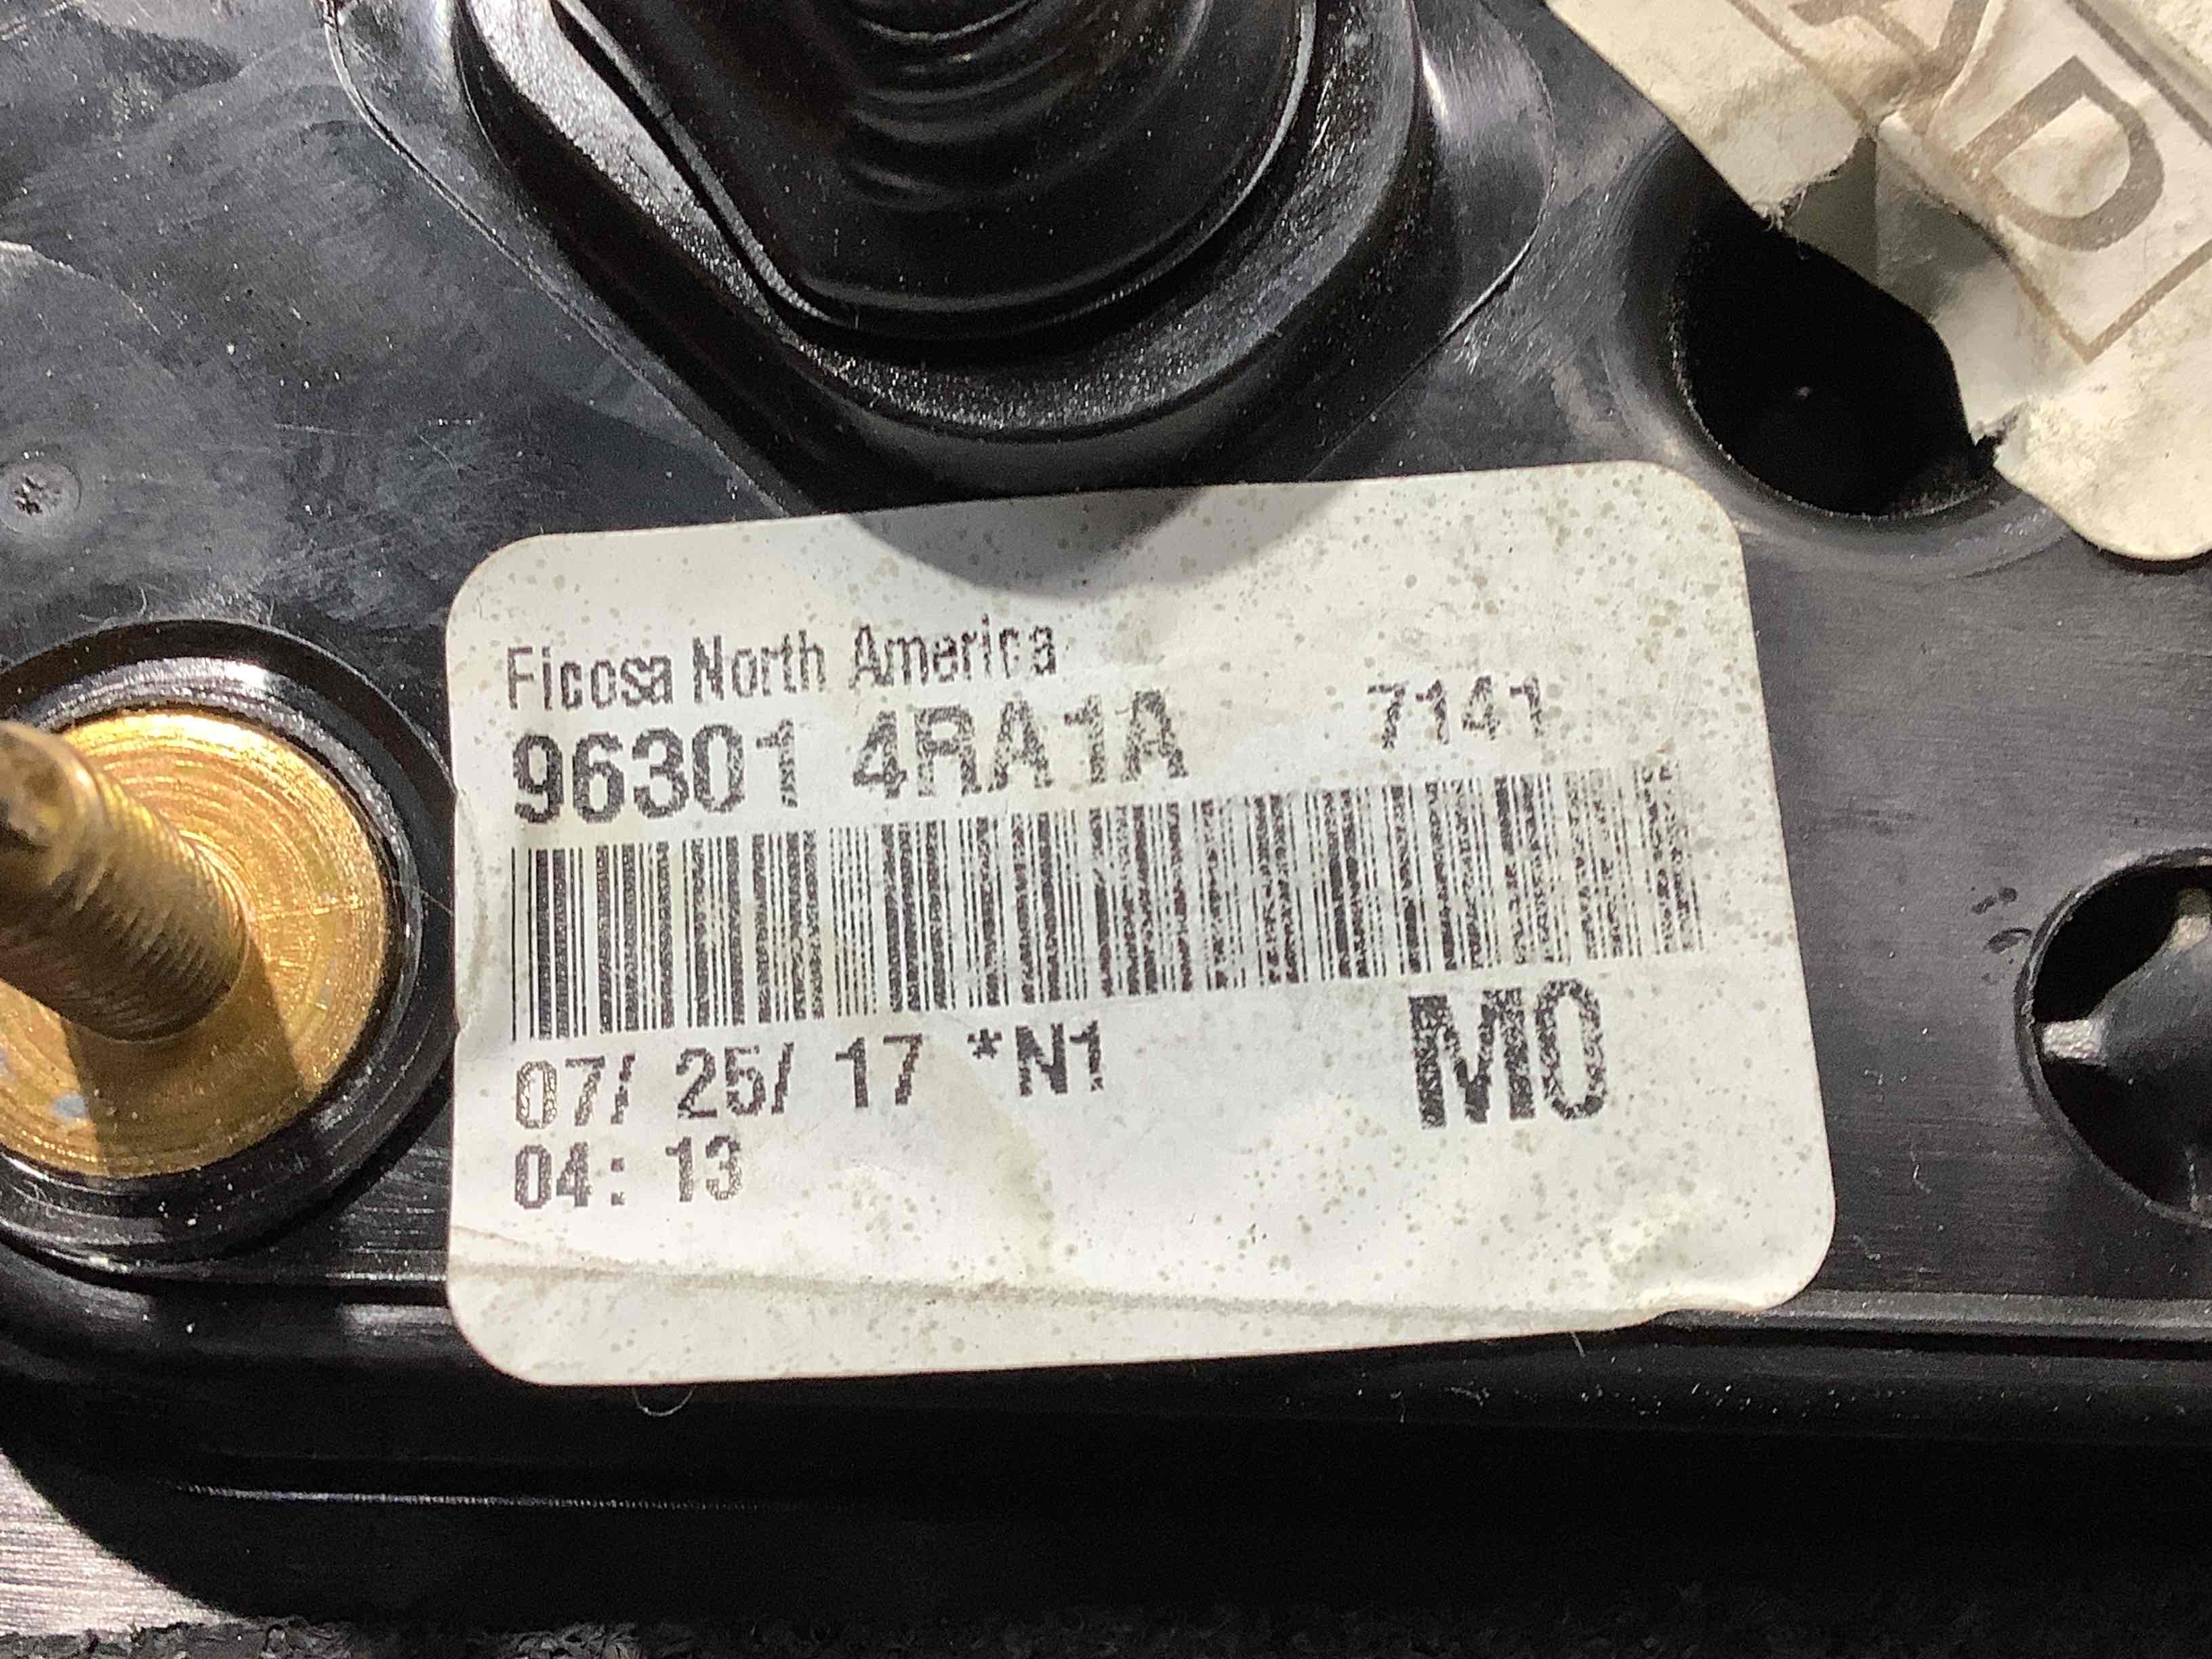 Ficosa North America
96301 4RA1A 7141
07/ 25/ 17 *N1
M0
04: 13